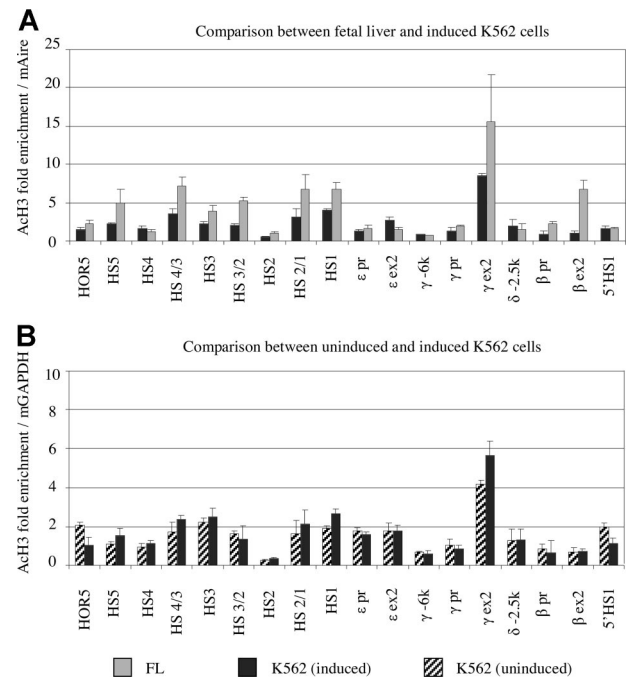 A
Comparison between fetal liver and induced K562 cells
AcH3 fold enrichment / mAire
25
20
15
10
5
0
HOR5
HS5
HS4
HS 4/3
HS3
HS 3/2
HS2
HS 2/1
HS1
ε pr
ε ex2
γ -6k
γ pr
γ ex2
δ -2.5k
β pr
β ex2
5'HS1
B
Comparison between uninduced and induced K562 cells
AcH3 fold enrichment / mGAPDH
10
8
6
4
2
0
HOR5
HS5
HS4
HS 4/3
HS3
HS 3/2
HS2
HS 2/1
HS1
ε pr
ε ex2
γ -6k
γ pr
γ ex2
δ -2.5k
β pr
β ex2
5'HS1
FL
K562 (induced)
K562 (uninduced)